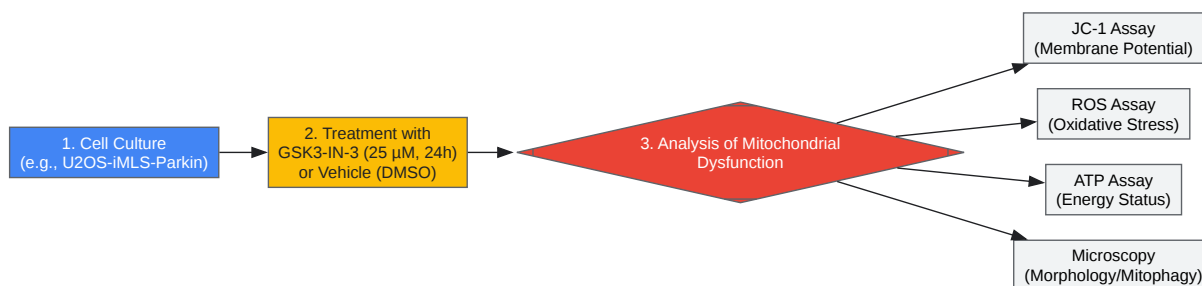 1. Cell Culture
(e.g., U2OS-iMLS-Parkin)
2. Treatment with
GSK3-IN-3 (25 µM, 24h)
or Vehicle (DMSO)
3. Analysis of Mitochondrial
Dysfunction
JC-1 Assay
(Membrane Potential)
ROS Assay
(Oxidative Stress)
ATP Assay
(Energy Status)
Microscopy
(Morphology/Mitophagy)